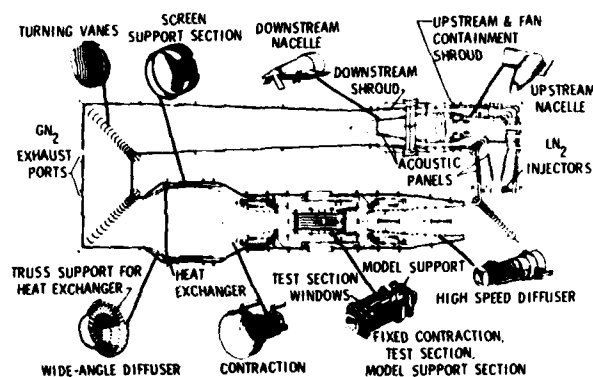 TURNING VANES
SCREEN
SUPPORT SECTION
DOWNSTREAM
NACELLE
DOWNSTREAM
SHROUD
UPSTREAM & FAN
CONTAINMENT
SHROUD
UPSTREAM
NACELLE
GN2
EXHAUST
PORTS
ACOUSTIC
PANELS
LN2
INJECTORS
TRUSS SUPPORT FOR
HEAT EXCHANGER
HEAT
EXCHANGER
TEST SECTION
WINDOWS
MODEL SUPPORT
HIGH SPEED DIFFUSER
WIDE-ANGLE DIFFUSER
CONTRACTION
FIXED CONTRACTION,
TEST SECTION,
MODEL SUPPORT SECTION